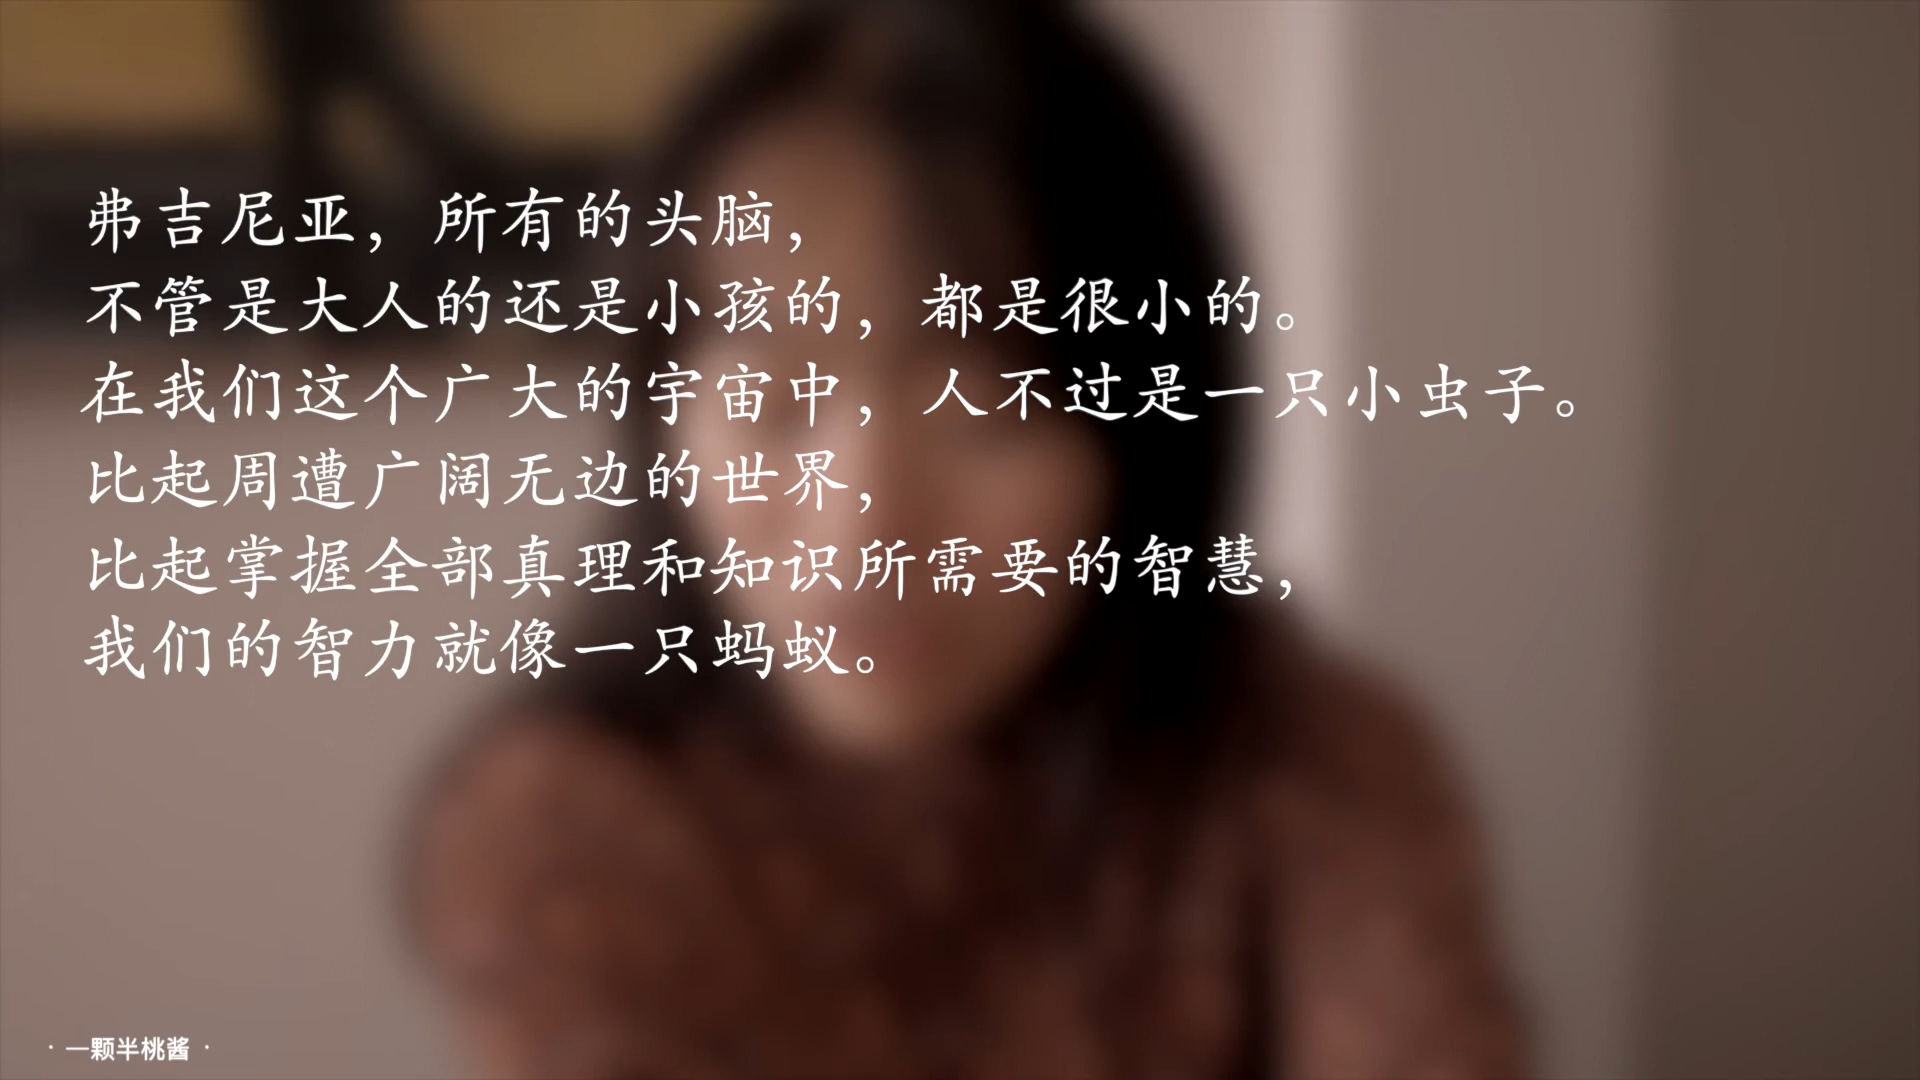 弗吉尼亚，所有的头脑，
不管是大人的还是小孩的，都是很小的。
在我们这个广大的宇宙中，人不过是一只小虫子。
比起周遭广阔无边的世界，
比起掌握全部真理和知识所需要的智慧，
我们的智力就像一只蚂蚁。
· 一颗半桃酱 ·